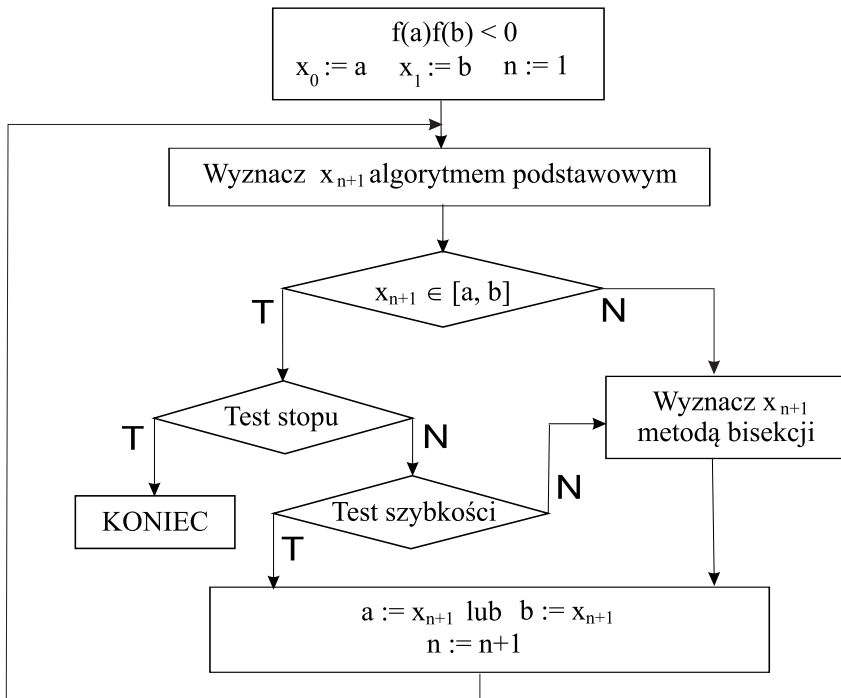 f(a)f(b) < 0
x₀ := a x₁ := b n := 1
Wyznacz xₙ₊₁ algorytmem podstawowym
xₙ₊₁ ∈ [a, b]
T
N
Test stopu
Wyznacz xₙ₊₁
metodą bisekcji
T
N
N
KONIEC
Test szybkości
T
a := xₙ₊₁ lub b := xₙ₊₁
n := n+1